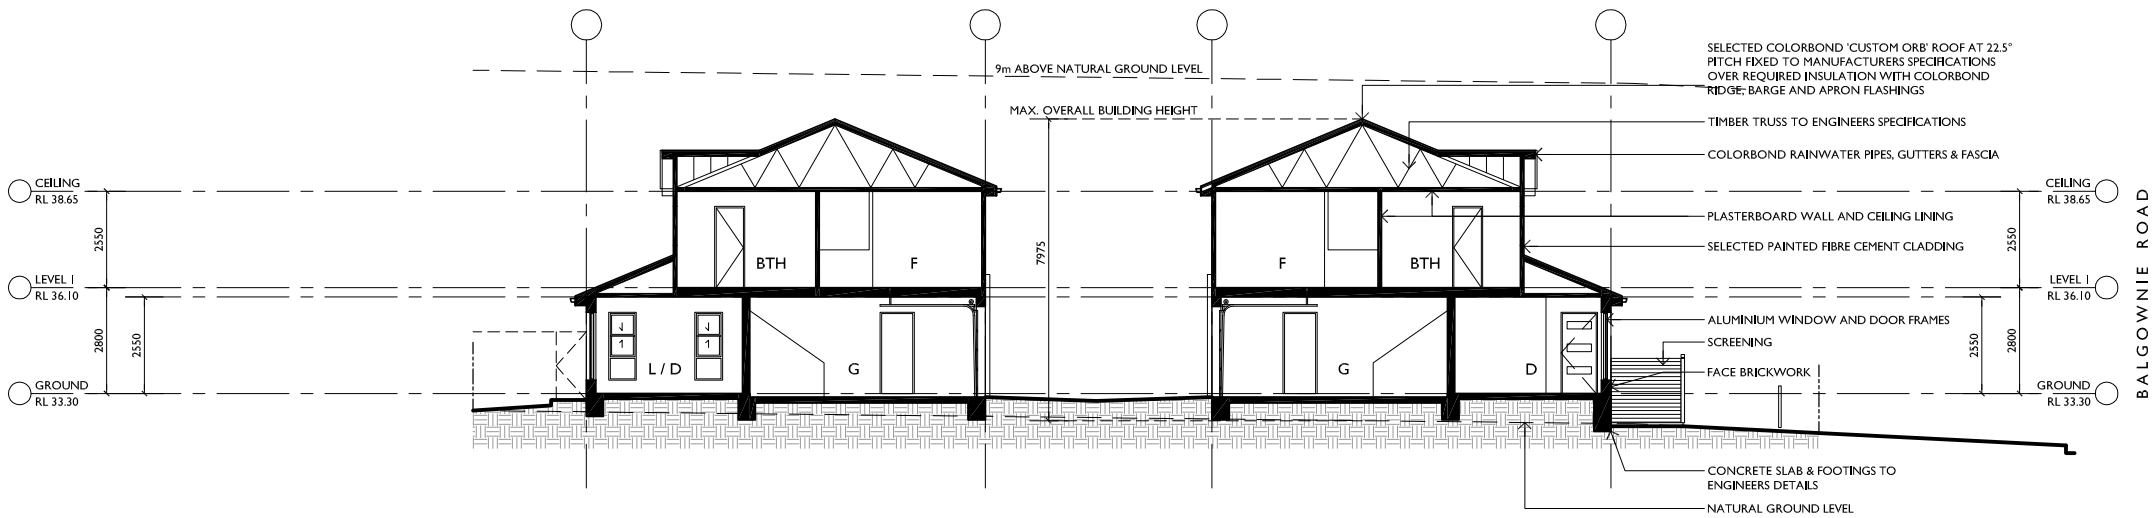 SELECTED COLORBOND 'CUSTOM ORB' ROOF AT 22.5°
PITCH FIXED TO MANUFACTURERS SPECIFICATIONS
OVER REQUIRED INSULATION WITH COLORBOND
RIDGE, BARGE AND APRON FLASHINGS
9m ABOVE NATURAL GROUND LEVEL
MAX. OVERALL BUILDING HEIGHT
TIMBER TRUSS TO ENGINEERS SPECIFICATIONS
COLORBOND RAINWATER PIPES, GUTTERS & FASCIA
CEILING
RL 38.65
CEILING
RL 38.65
PLASTERBOARD WALL AND CEILING LINING
SELECTED PAINTED FIBRE CEMENT CLADDING
2550
7975
2550
BTH
F
F
BTH
LEVEL 1
RL 36.10
LEVEL 1
RL 36.10
ALUMINIUM WINDOW AND DOOR FRAMES
SCREENING
FACE BRICKWORK
2800
2550
2550
2800
1
1
L / D
G
G
D
GROUND
RL 33.30
GROUND
RL 33.30
CONCRETE SLAB & FOOTINGS TO
ENGINEERS DETAILS
NATURAL GROUND LEVEL
BALGOWNIE ROAD